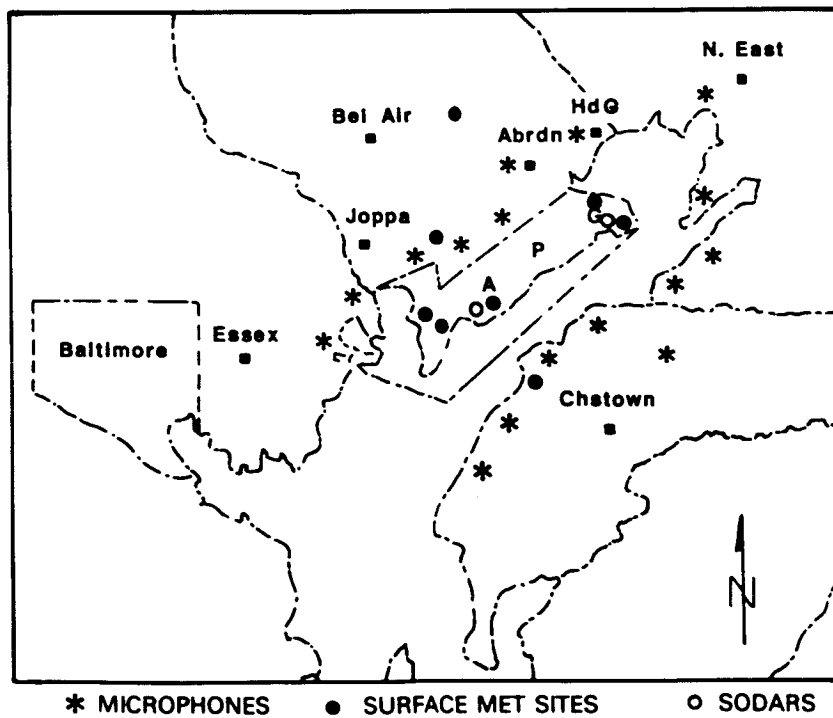 N. East
HdG
Bel Air
Abrdn
Joppa
P
A
Essex
Baltimore
Chstown
N
* MICROPHONES ● SURFACE MET SITES ○ SODARS